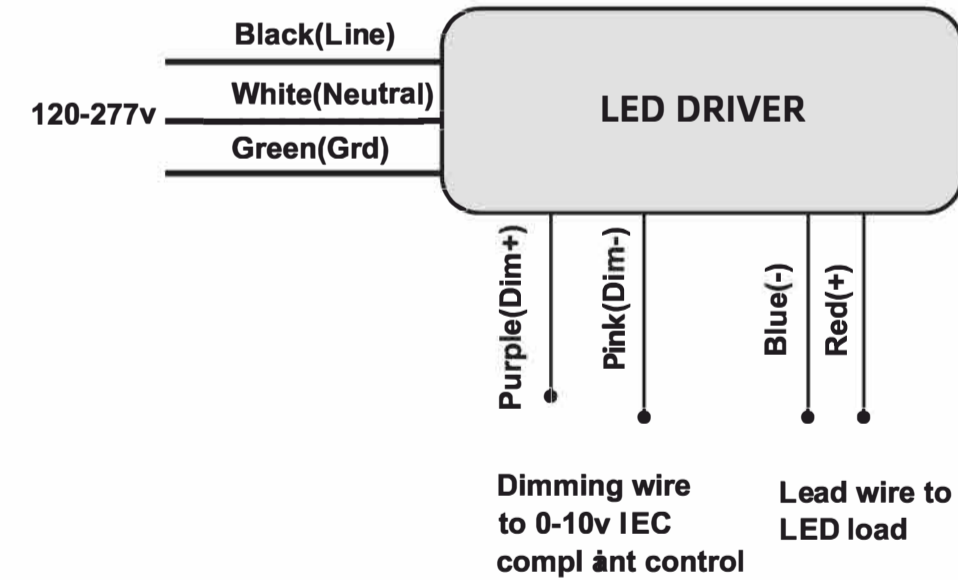 Black(Line)
White(Neutral)
120-277v
Green(Grd)
LED DRIVER
Purple(Dim+)
Pink(Dim-)
Blue(-)
Red(+)
Dimming wire
to 0-10v IEC
compl ant control
Lead wire to
LED load